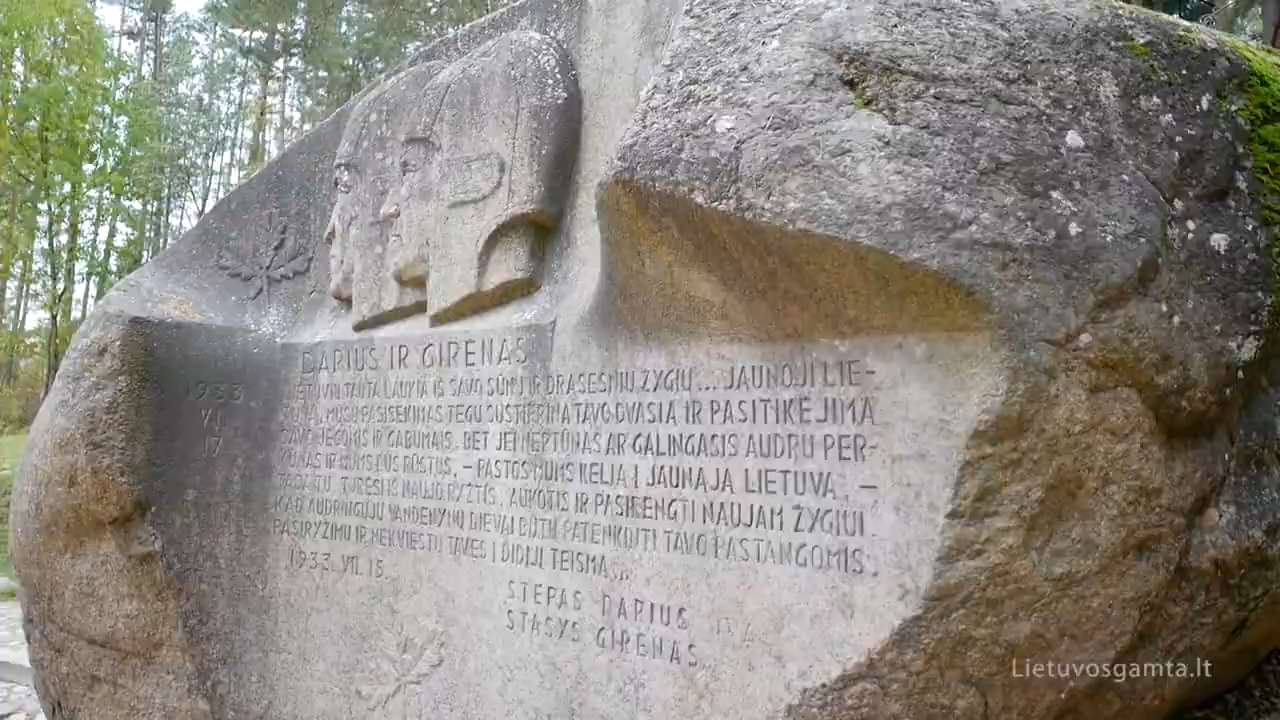 DARIUS IR GIRĖNAS
1933
VII
17
LIETUVIŲ TAUTA LAUKIA IŠ SAVO SŪNŲ IR DRĄSESNIŲ ŽYGIŲ ... JAUNOJI LIE-
TUVA, MŪSŲ PASISEKIMAS TEGU SUSTIPRINA TAVO DVASIĄ IR PASITIKĖJIMĄ
SAVO JĖGOMIS IR GABUMAIS. BET JEI NEPTŪNAS AR GALINGASIS AUDRŲ PER-
KŪNAS IR MUMS BUS RŪSTUS, – PASTOS MUMS KELIĄ Į JAUNĄJĄ LIETUVĄ, –
TADA TU TURĖSI NAUJO RYŽTIS, AUKOTIS IR PASIRENGTI NAUJAM ŽYGIUI,
KAD AUDRINGŲJŲ VANDENYNŲ DIEVAI BŪTŲ PATENKINTI TAVO PASTANGOMIS,
PASIRYŽIMU IR NEKVIESTŲ TAVĘS Į DIDĮJĮ TEISMĄ...
1933. VII. 15.
STEPAS DARIUS
STASYS GIRĖNAS
Lietuvosgamta.lt